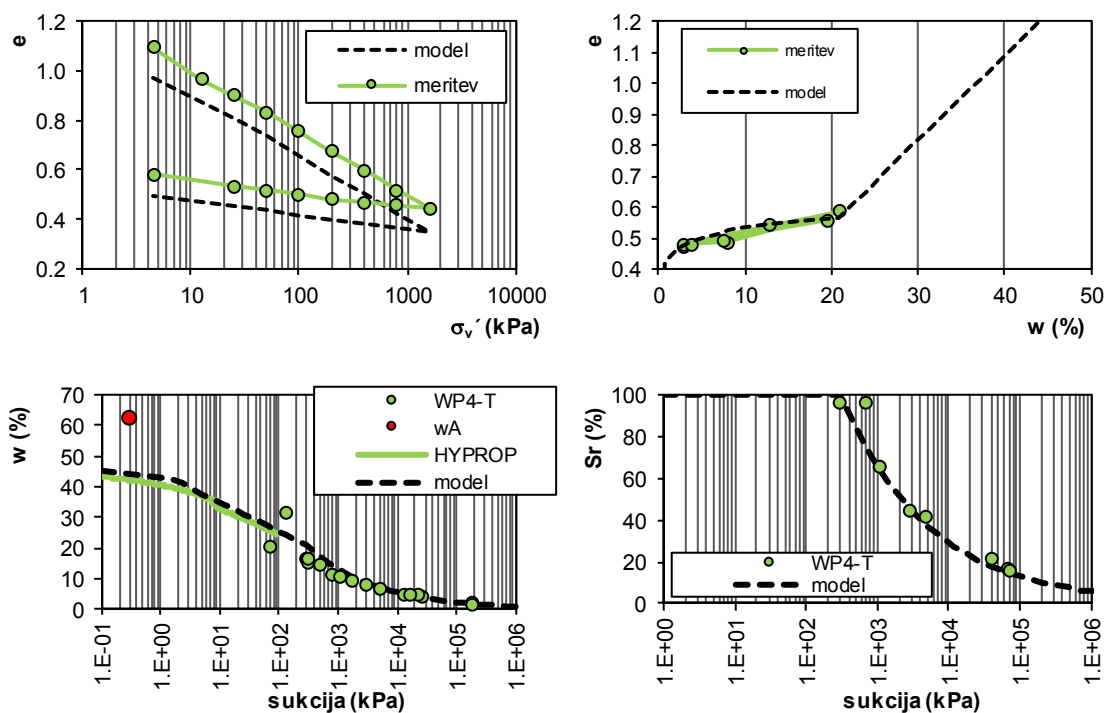 e
1.2
1.0
0.8
0.6
0.4
0.2
model
meritev
1 10 100 1000 10000
σv´ (kPa)
e
1.2
1.1
1.0
0.9
0.8
0.7
0.6
0.5
0.4
meritev
model
0 10 20 30 40 50
w (%)
w (%)
70
60
50
40
30
20
10
0
WP4-T
wA
HYPROP
model
1.E-01 1.E+00 1.E+01 1.E+02 1.E+03 1.E+04 1.E+05 1.E+06
sukcija (kPa)
Sr (%)
100
80
60
40
20
0
WP4-T
model
1.E+00 1.E+01 1.E+02 1.E+03 1.E+04 1.E+05 1.E+06
sukcija (kPa)